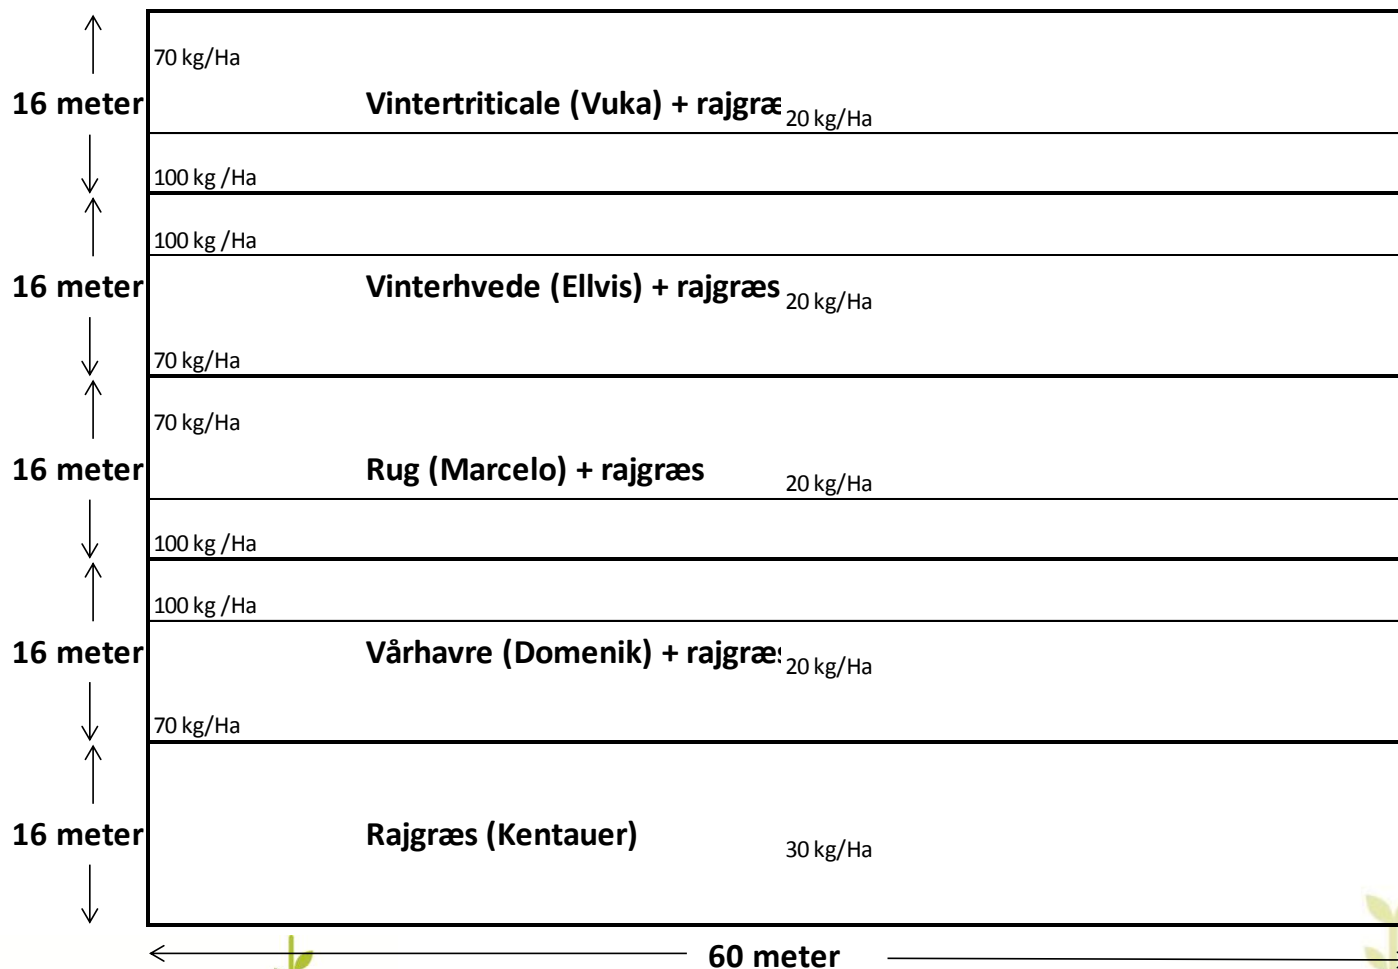 70 kg/Ha
16 meter Vintertriticale (Vuka) + rajgræ 20 kg/Ha
100 kg /Ha
100 kg /Ha
16 meter Vinterhvede (Ellvis) + rajgræs 20 kg/Ha
70 kg/Ha
70 kg/Ha
16 meter Rug (Marcelo) + rajgræs 20 kg/Ha
100 kg /Ha
100 kg /Ha
16 meter Vårhavre (Domenik) + rajgræs 20 kg/Ha
70 kg/Ha
16 meter Rajgræs (Kentauer) 30 kg/Ha
60 meter